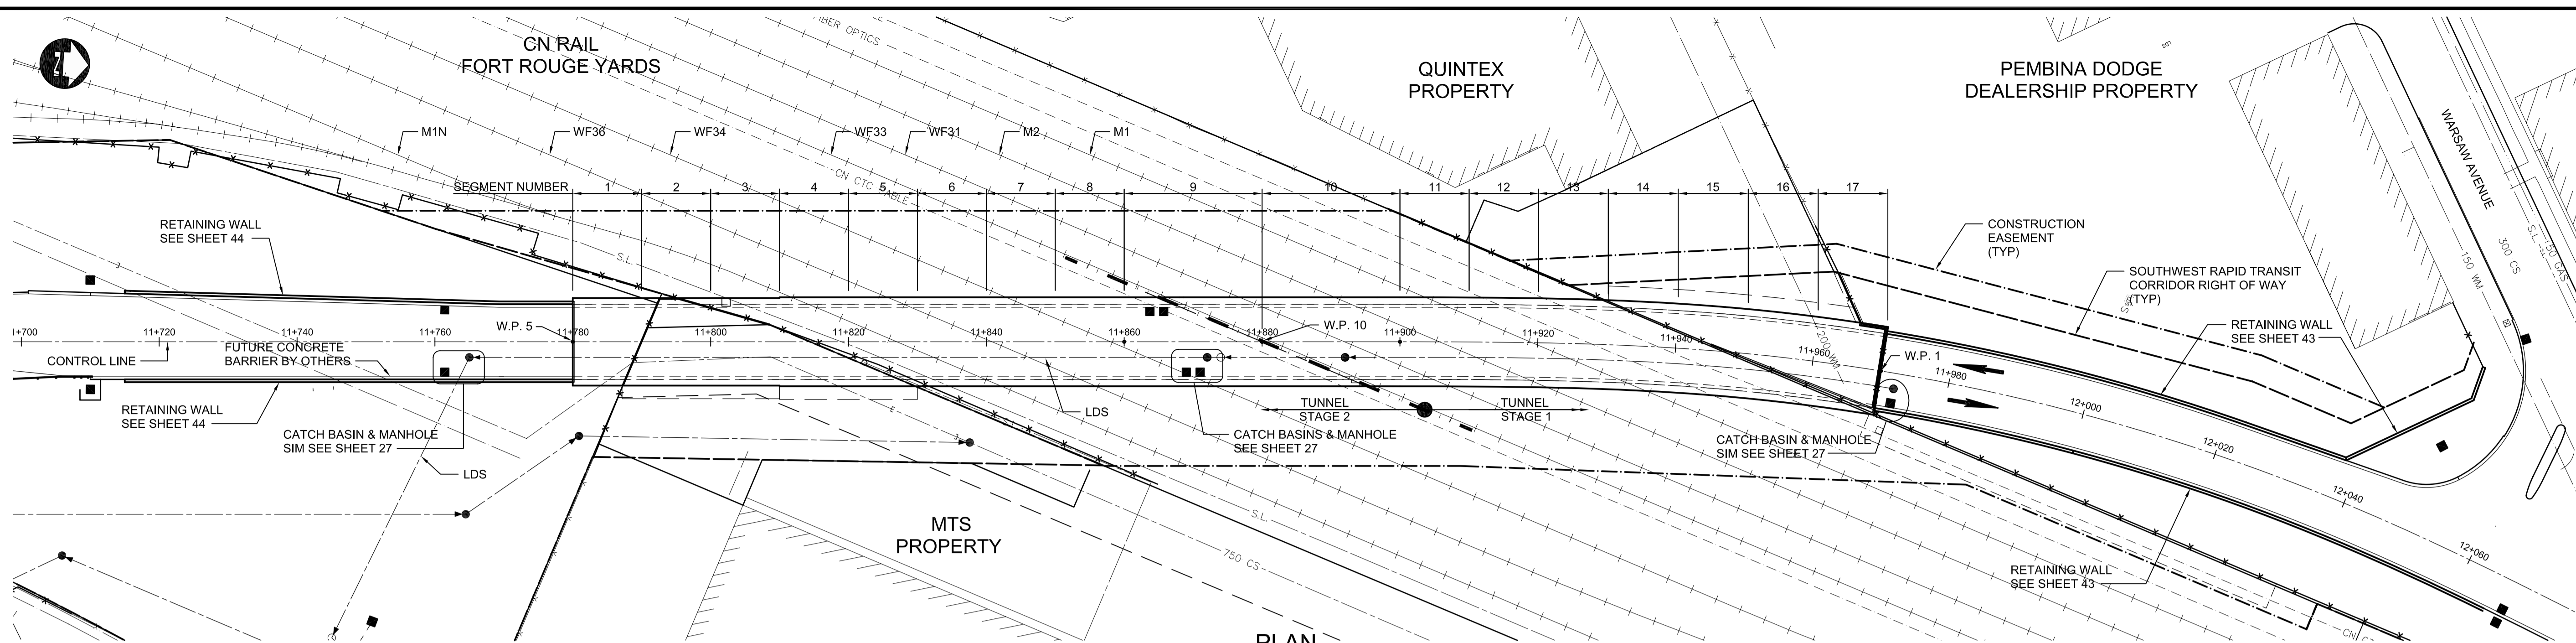 CN RAIL
FORT ROUGE YARDS
FIBER OPTICS
QUINTEX
PROPERTY
PEMBINA DODGE
DEALERSHIP PROPERTY
WARSAW AVENUE
M1N
WF36
WF34
WF33
WF31
M2
M1
CN CTC CABLE
SEGMENT NUMBER
1 2 3 4 5 6 7 8 9 10 11 12 13 14 15 16 17
RETAINING WALL
SEE SHEET 44
S.L.
CONSTRUCTION
EASEMENT
(TYP)
SOUTHWEST RAPID TRANSIT
CORRIDOR RIGHT OF WAY
(TYP)
300 CS
S.L.
150 WM
50 GAS
RETAINING WALL
SEE SHEET 43
W.P. 5
W.P. 10
W.P. 1
11+720 11+740 11+760 11+780 11+800 11+820 11+840 11+860 11+880 11+900 11+920 11+940 11+960 11+980 12+000 12+020 12+040 12+060
200 WM
CONTROL LINE
FUTURE CONCRETE
BARRIER BY OTHERS
LDS
TUNNEL
STAGE 2
TUNNEL
STAGE 1
RETAINING WALL
SEE SHEET 44
CATCH BASIN & MANHOLE
SIM SEE SHEET 27
CATCH BASINS & MANHOLE
SEE SHEET 27
CATCH BASIN & MANHOLE
SIM SEE SHEET 27
LDS
MTS
PROPERTY
S.L.
750 CS
RETAINING WALL
SEE SHEET 43
PLAN